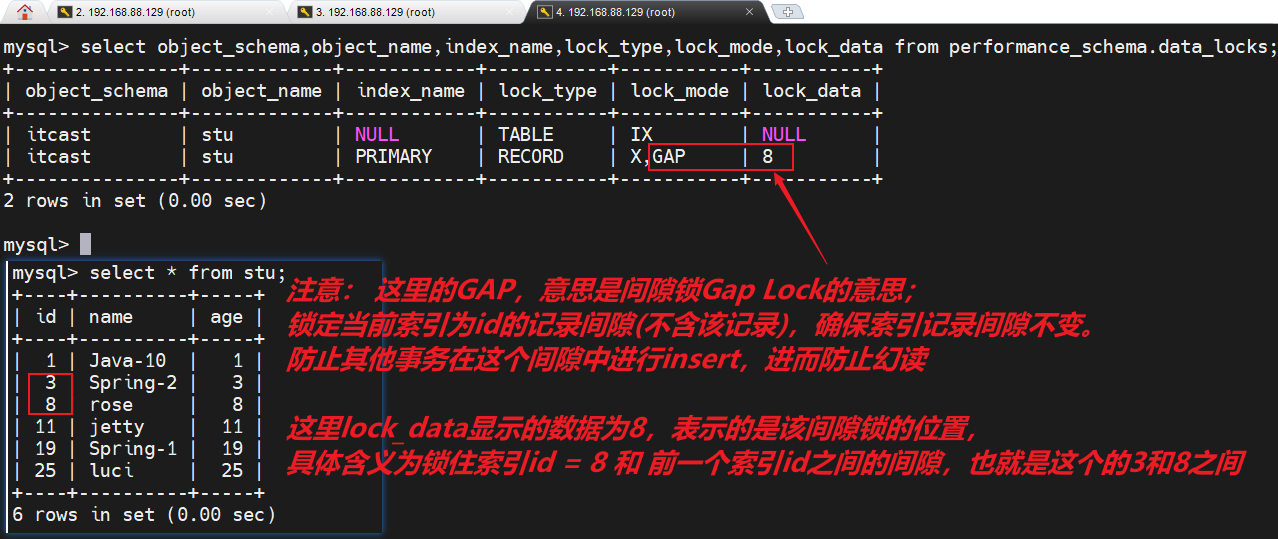 2. 192.168.88.129 (root)
3. 192.168.88.129 (root)
4. 192.168.88.129 (root)
mysql> select object_schema,object_name,index_name,lock_type,lock_mode,lock_data from performance_schema.data_locks;
+---------------+-------------+------------+-----------+-----------+-----------+
| object_schema | object_name | index_name | lock_type | lock_mode | lock_data |
+---------------+-------------+------------+-----------+-----------+-----------+
| itcast        | stu         | NULL       | TABLE     | IX        | NULL      |
| itcast        | stu         | PRIMARY    | RECORD    | X,GAP     | 8         |
+---------------+-------------+------------+-----------+-----------+-----------+
2 rows in set (0.00 sec)
mysql>
mysql> select * from stu;
+----+----------+-----+
| id | name     | age |
+----+----------+-----+
| 1 | Java-10  | 1 |
| 3 | Spring-2 | 3 |
| 8 | rose     | 8 |
| 11 | jetty    | 11 |
| 19 | Spring-1 | 19 |
| 25 | luci     | 25 |
+----+----------+-----+
6 rows in set (0.00 sec)
注意： 这里的GAP，意思是间隙锁Gap Lock的意思；
锁定当前索引为id的记录间隙(不含该记录)，确保索引记录间隙不变。
防止其他事务在这个间隙中进行insert，进而防止幻读
这里lock_data显示的数据为8，表示的是该间隙锁的位置，
具体含义为锁住索引id = 8 和 前一个索引id之间的间隙，也就是这个的3和8之间